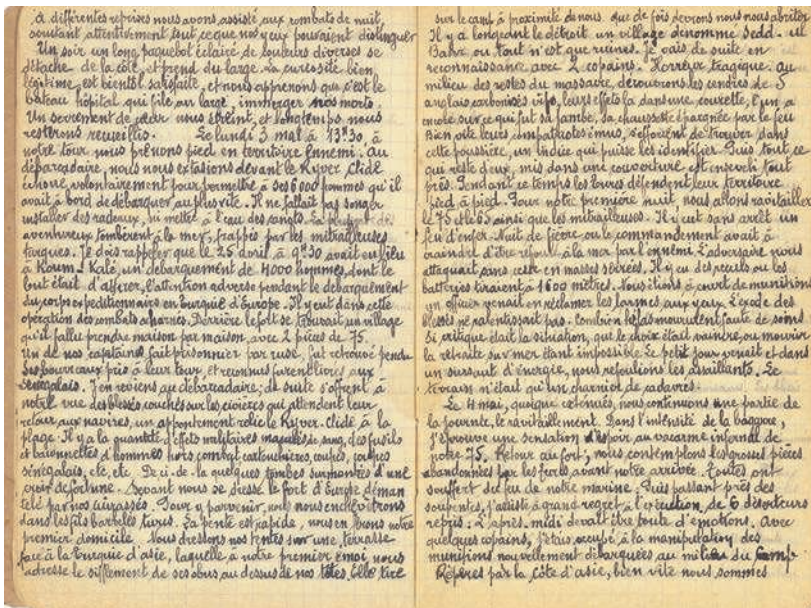 à différentes reprises nous avons assisté aux combats de nuit,
scrutant attentivement tout ce que nos yeux pouvaient distinguer
Un soir un long paquebot éclairé de couleurs diverses se
détache de la côte, et prend du large. La curiosité bien
légitime est bientôt satisfaite, et nous apprenons que c'est le
bateau hôpital qui file au large, immerger nos morts.
Un serrement de cœur nous étreint, et longtemps nous
resterons recueillis. Le lundi 3 mai à 13h30, à
notre tour nous prenons pied en territoire ennemi. Au
débarcadaire, nous nous extasions devant le Kyver-Clidé
échoué volontairement pour permettre à ses 6000 hommes qu'il
avait à bord de débarquer au plus vite. Il ne fallait pas songer
installer des radeaux, ni mettre à l'eau des La plupart des
aventureux tombèrent à la mer, frappés par les mitrailleuses
turques. Je dois rappeler que le 25 avril à 9h30 avait eu lieu
à Koum-Kalé, un débarquement de 4000 hommes, dont le
but était d'attirer l'attention adverse pendant le débarquement
du corps expéditionnaire en Turquie d'Europe. Il y eut dans cette
opération des combats acharnés. Derrière le fort se trouvait un village
qu'il fallut prendre maison par maison, avec 2 pièces de 75.
Un de nos capitaines fait prisonnier par ruse, fut retrouvé pendu
Ses bourreaux pris à leur tour, et reconnus furent livrés aux
Sénégalais. J'en reviens au débarcadaire; de suite s'offrent à
notre vue des blessés couchés sur les civières qui attendent leur
retour aux navires, un appontement relie le Kyver-Clidé à la
plage. Il y a là quantité d'effets militaires maculés de sang, des fusils
et baïonnettes d'hommes hors combat cartouchières, coupes,
sénégalais, etc, etc. De ci-de-là quelques tombes surmontées d'une
croix de fortune. Devant nous se dresse le fort d'Europe déman
telé par nos cuirassés. Pour y parvenir, nous nous enchevêtrons
dans les fils barbelés turcs. La pente est rapide, nous en ferons notre
premier domicile. Nous dressons nos tentes sur une terrasse
face à la Turquie d'asie, laquelle à notre premier émoi, nous
adresse le sifflement de ses obus, au dessus de nos têtes. Elle tire
sur le camp à proximité de nous. que de fois devrons nous nous abriter
Il y a longeant le détroit un village dénommé Sedd-ul
Bahr ou tout n'est que ruines. Je vais de suite en
reconnaissance avec 2 copains. Horreur tragique. au
milieu des restes du massacre, découvrons les cendres de 5
anglais carbonisés vifs, leurs effets là dans une courette, l'un a
encore sur ce qui fut sa jambe, sa chaussette épargnée par le feu
Bien vite leurs compatriotes émus, s'efforcent de trouver dans
cette poussière, un indice qui puisse les identifier. Puis tout ce
qui reste d'eux, mis dans une couverture est enseveli tout
près. Pendant ce temps les turcs défendent leur territoire
pied à pied. Pour notre première nuit, nous allons ravitailler
le 75 et le 65 ainsi que les mitrailleuses. Il y eut sans arrêt un
feu d'enfer. Nuit de fièvre ou le commandement avait à
craindre d'être rejeté à la mer par l'ennemi. L'adversaire nous
attaquait sans cesse en masses serrées. Il y eu des reculs ou les
batteries tiraient à 1600 mètres. Nous étions à court de munitions
un officier venait en réclamer les larmes aux yeux. L'exode des
blessés ne ralentissait pas. Combien hélas moururent faute de soins
Si critique était la situation, que le choix était vaincre ou mourir
la retraite sur mer étant impossible. Le petit jour venait et dans
un sursaut d'énergie, nous refoulions les assaillants. Le
terrain n'était qu'un charnier de cadavres.
Le 4 mai, quoique exténués, nous continuons une partie de
la journée, le ravitaillement. Dans l'intensité de la bagarre,
j'éprouve une sensation d'espoir au vacarme infernal de
notre 75. Retour au fort, nous contemplons les grosses pièces
abandonnées par les turcs avant notre arrivée. Toutes ont
souffert du feu de notre marine. Puis passant près des
j'assiste à grand regret à l'exécution de 6 déserteurs
repris. L'après-midi devait être toute d'émotions. Avec
quelques copains, j'étais occupé à la manipulation des
munitions nouvellement débarquées au milieu du camp
Repérés par la côte d'asie, bien vite nous sommes